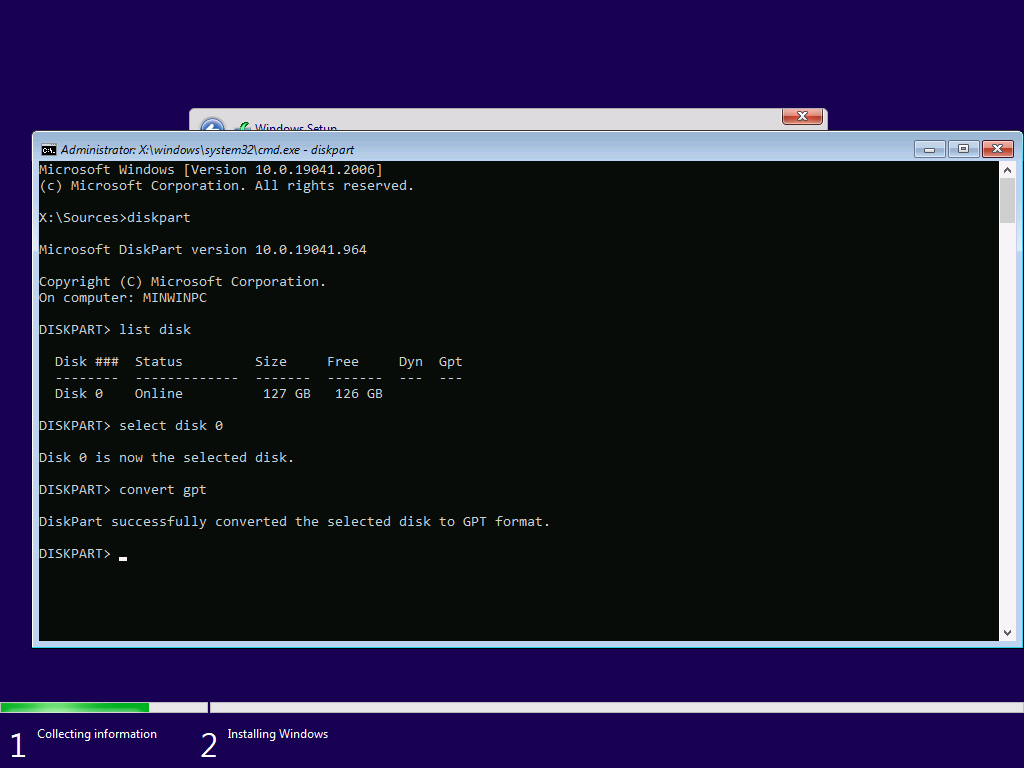 Windows Setup
Administrator: X:\windows\system32\cmd.exe - diskpart
Microsoft Windows [Version 10.0.19041.2006]
(c) Microsoft Corporation. All rights reserved.
X:\Sources>diskpart
Microsoft DiskPart version 10.0.19041.964
Copyright (C) Microsoft Corporation.
On computer: MINWINPC
DISKPART> list disk
Disk ###  Status         Size     Free     Dyn  Gpt
--------  -------------  -------  -------  ---  ---
Disk 0    Online          127 GB   126 GB
DISKPART> select disk 0
Disk 0 is now the selected disk.
DISKPART> convert gpt
DiskPart successfully converted the selected disk to GPT format.
DISKPART>
1 Collecting information
2 Installing Windows